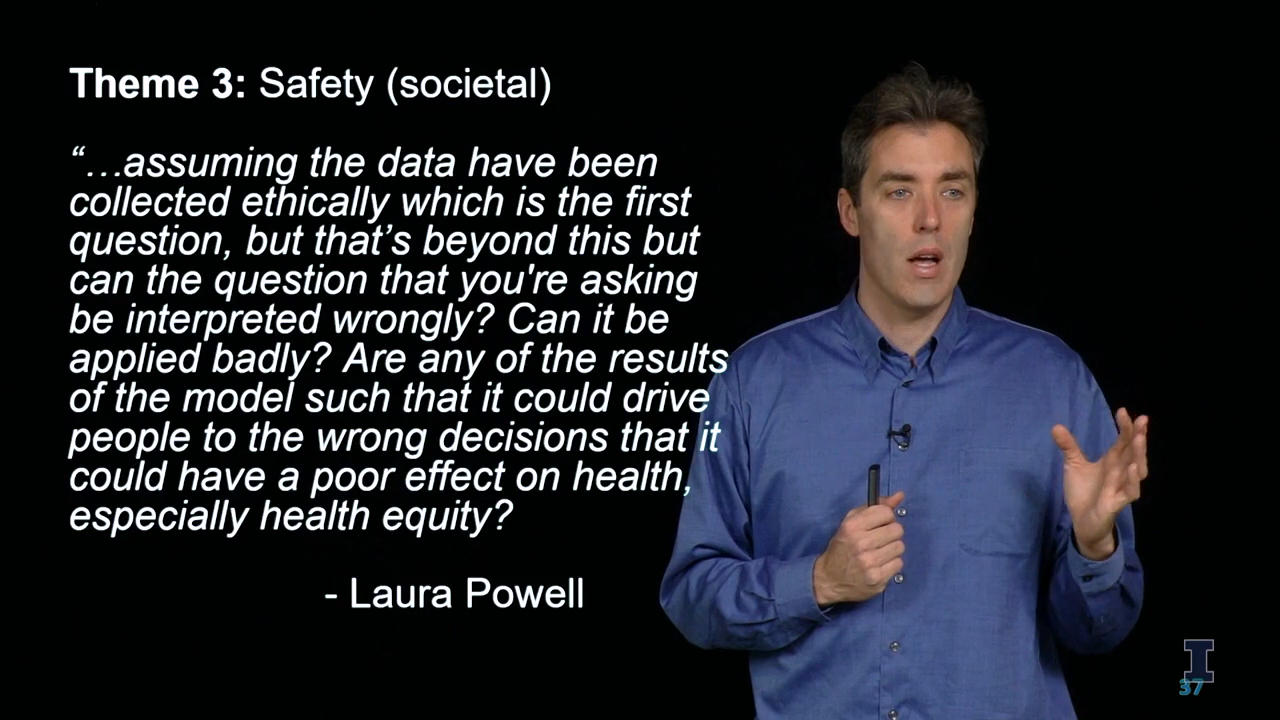 Theme 3: Safety (societal)
“…assuming the data have been
collected ethically which is the first
question, but that’s beyond this but
can the question that you're asking
be interpreted wrongly? Can it be
applied badly? Are any of the results
of the model such that it could drive
people to the wrong decisions that it
could have a poor effect on health,
especially health equity?
- Laura Powell
I
37